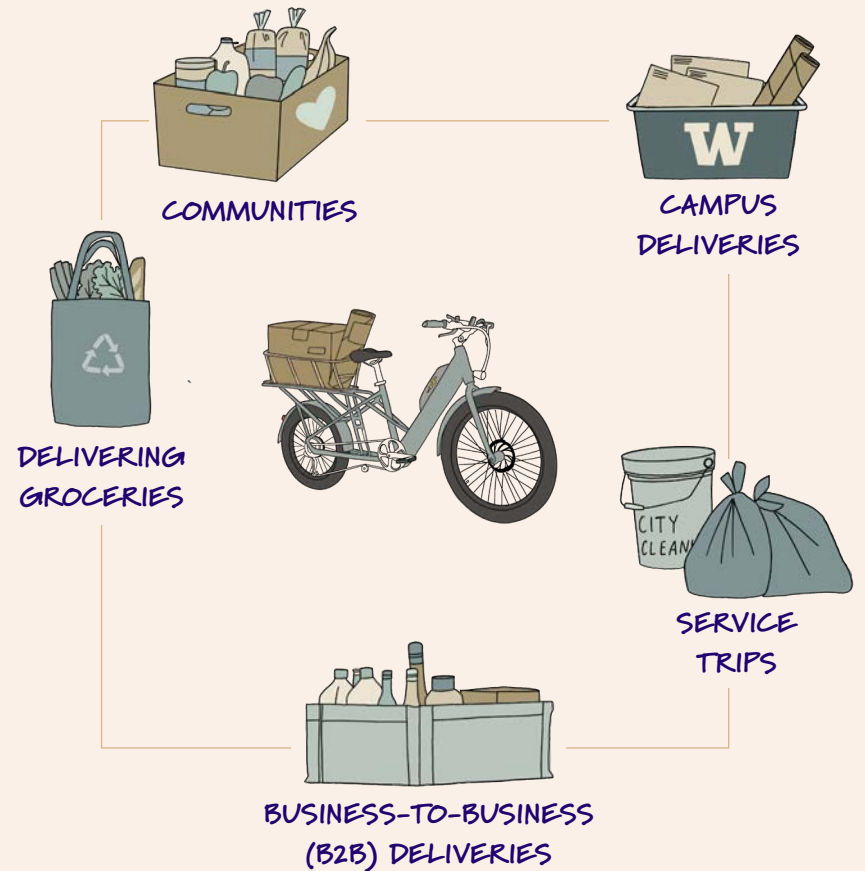 COMMUNITIES
W
CAMPUS
DELIVERIES
DELIVERING
GROCERIES
CITY
CLEAN
SERVICE
TRIPS
BUSINESS-TO-BUSINESS
(B2B) DELIVERIES